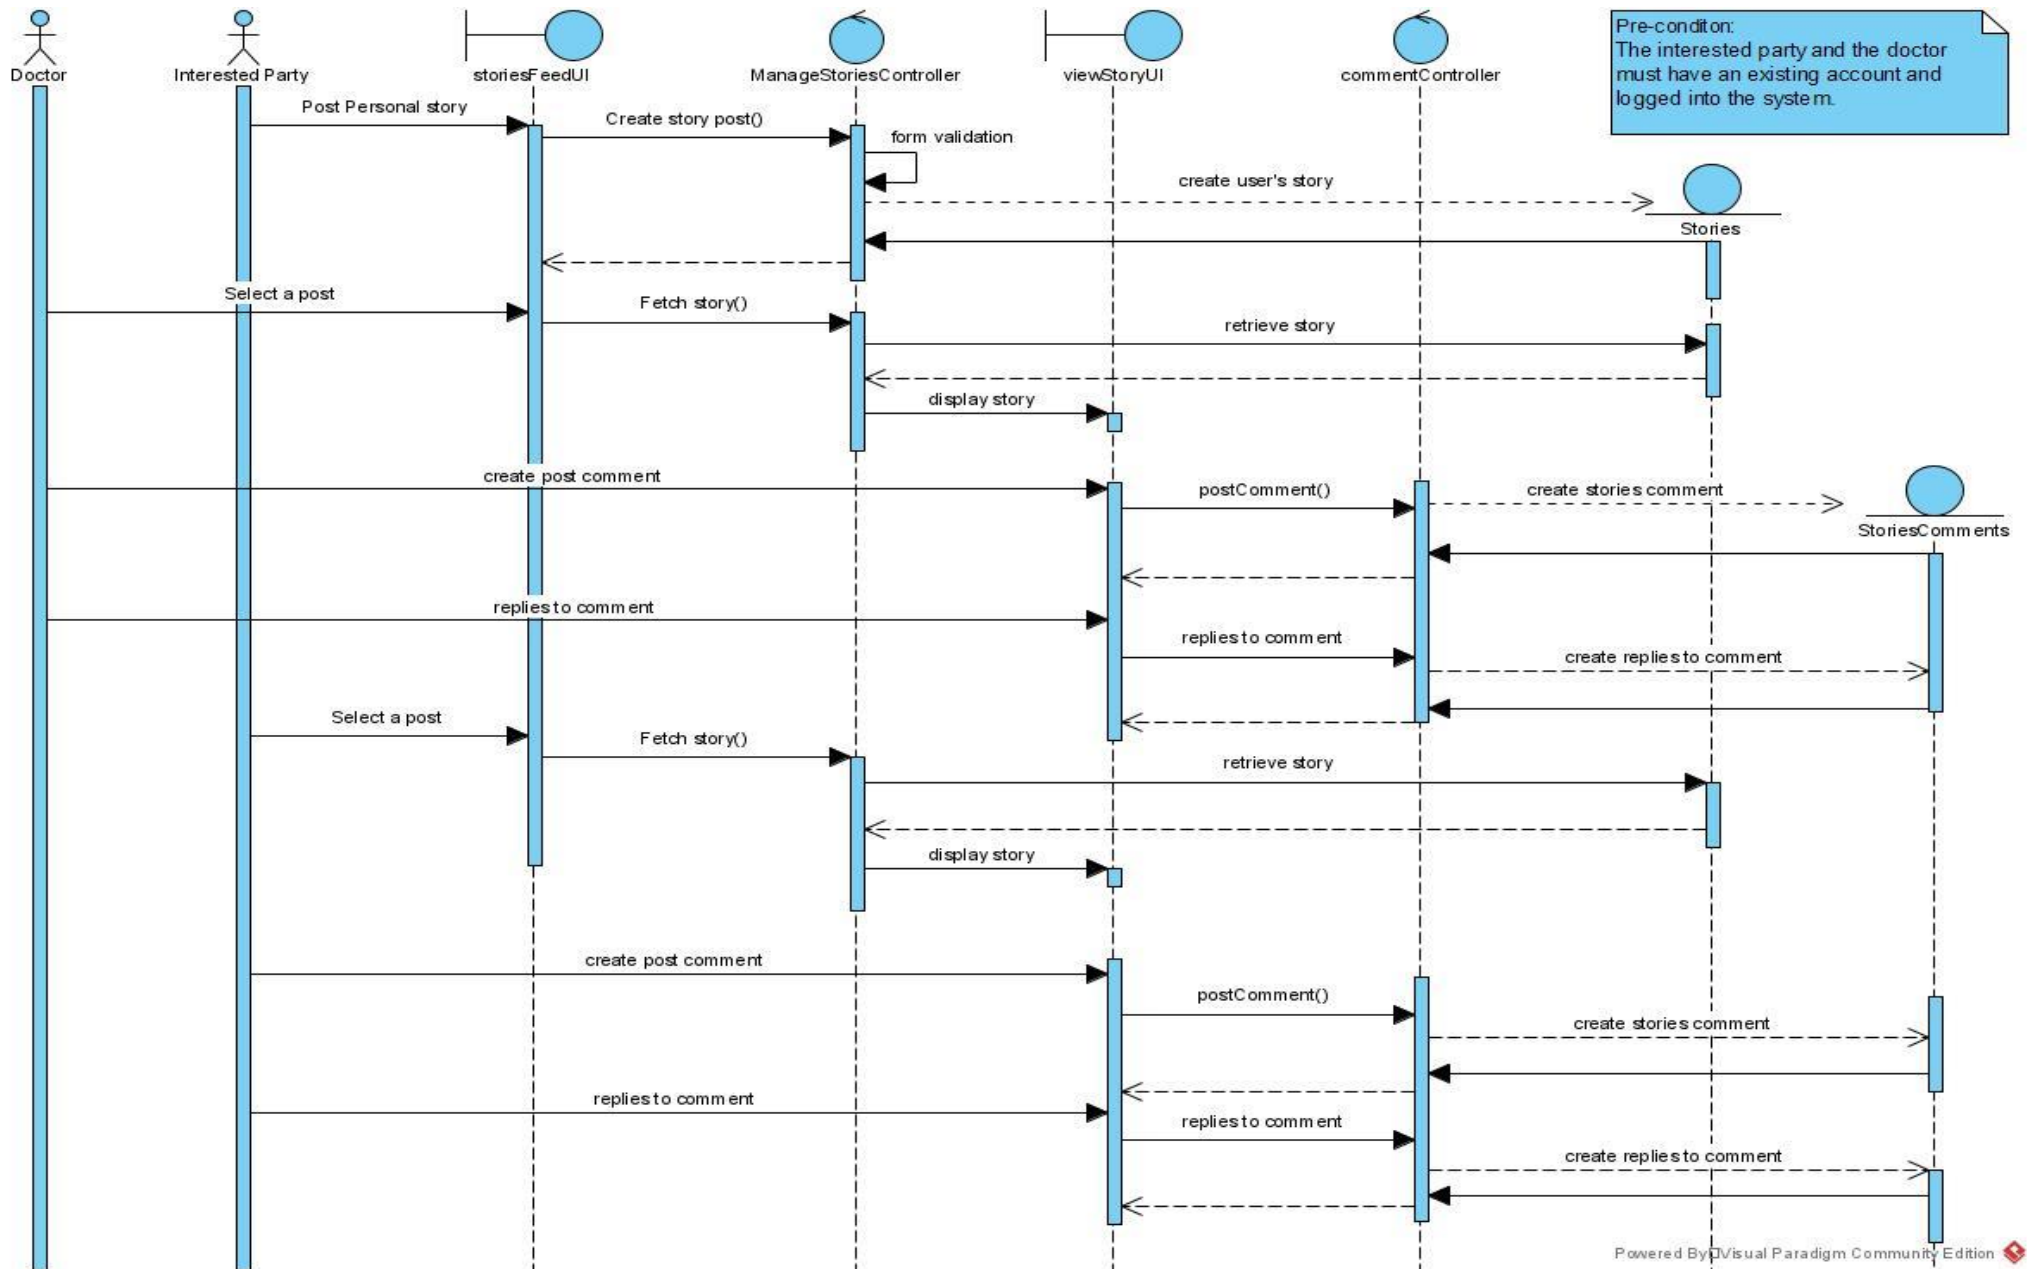 Pre-conditon:
The interested party and the doctor
must have an existing account and
logged into the system.
Doctor
Interested Party
storiesFeedUI
ManageStoriesController
viewStoryUI
commentController
Post Personal story
Create story post()
form validation
create user's story
Stories
Select a post
Fetch story()
retrieve story
display story
create post comment
postComment()
create stories comment
StoriesComments
replies to comment
replies to comment
create replies to comment
Select a post
Fetch story()
retrieve story
display story
create post comment
postComment()
create stories comment
replies to comment
replies to comment
create replies to comment
Powered By Visual Paradigm Community Edition